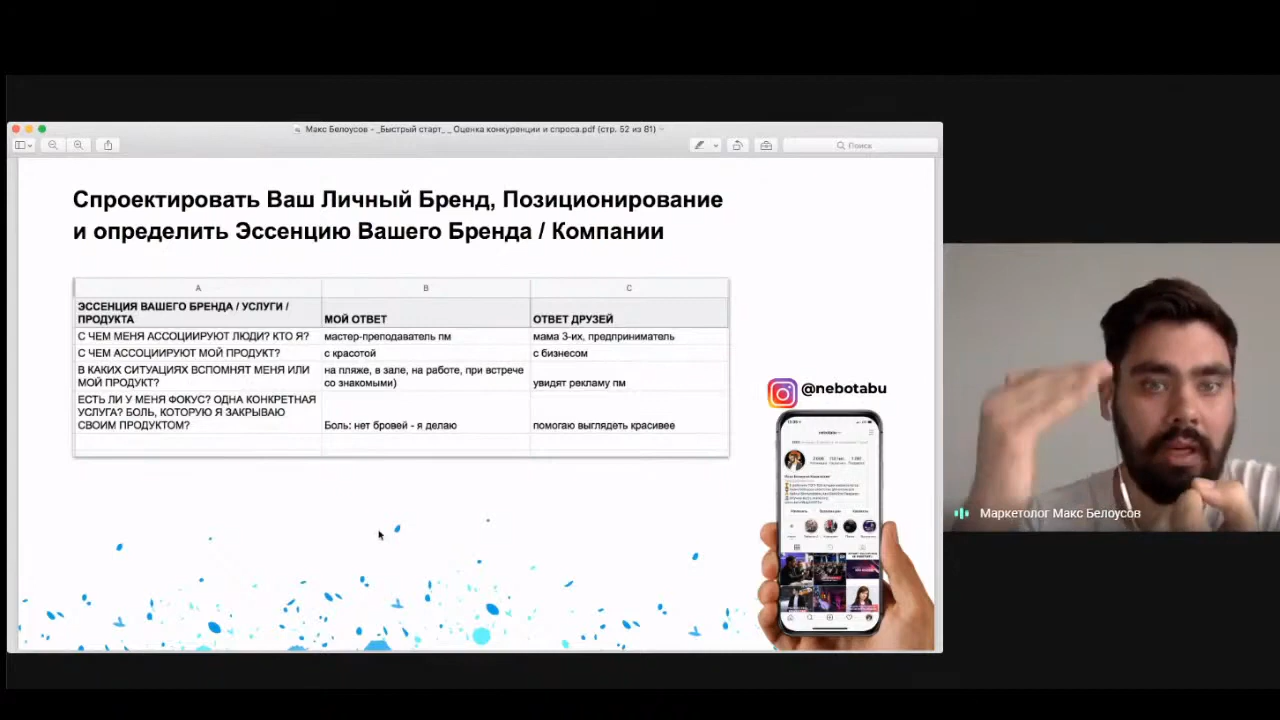 Макс Белоусов - _Быстрый старт_ _ Оценка конкуренции и спроса.pdf (стр. 52 из 81)
Поиск
Спроектировать Ваш Личный Бренд, Позиционирование
и определить Эссенцию Вашего Бренда / Компании
A B C
ЭССЕНЦИЯ ВАШЕГО БРЕНДА / УСЛУГИ /
ПРОДУКТА
МОЙ ОТВЕТ
ОТВЕТ ДРУЗЕЙ
С ЧЕМ МЕНЯ АССОЦИИРУЮТ ЛЮДИ? КТО Я?
мастер-преподаватель пм
мама 3-их, предприниматель
С ЧЕМ АССОЦИИРУЮТ МОЙ ПРОДУКТ?
с красотой
с бизнесом
В КАКИХ СИТУАЦИЯХ ВСПОМНЯТ МЕНЯ ИЛИ
МОЙ ПРОДУКТ?
на пляже, в зале, на работе, при встрече
со знакомыми)
увидят рекламу пм
ЕСТЬ ЛИ У МЕНЯ ФОКУС? ОДНА КОНКРЕТНАЯ
УСЛУГА? БОЛЬ, КОТОРУЮ Я ЗАКРЫВАЮ
СВОИМ ПРОДУКТОМ?
Боль: нет бровей - я делаю
помогаю выглядеть красивее
@nebotabu
nebotabu
Маркетолог Макс Белоусов